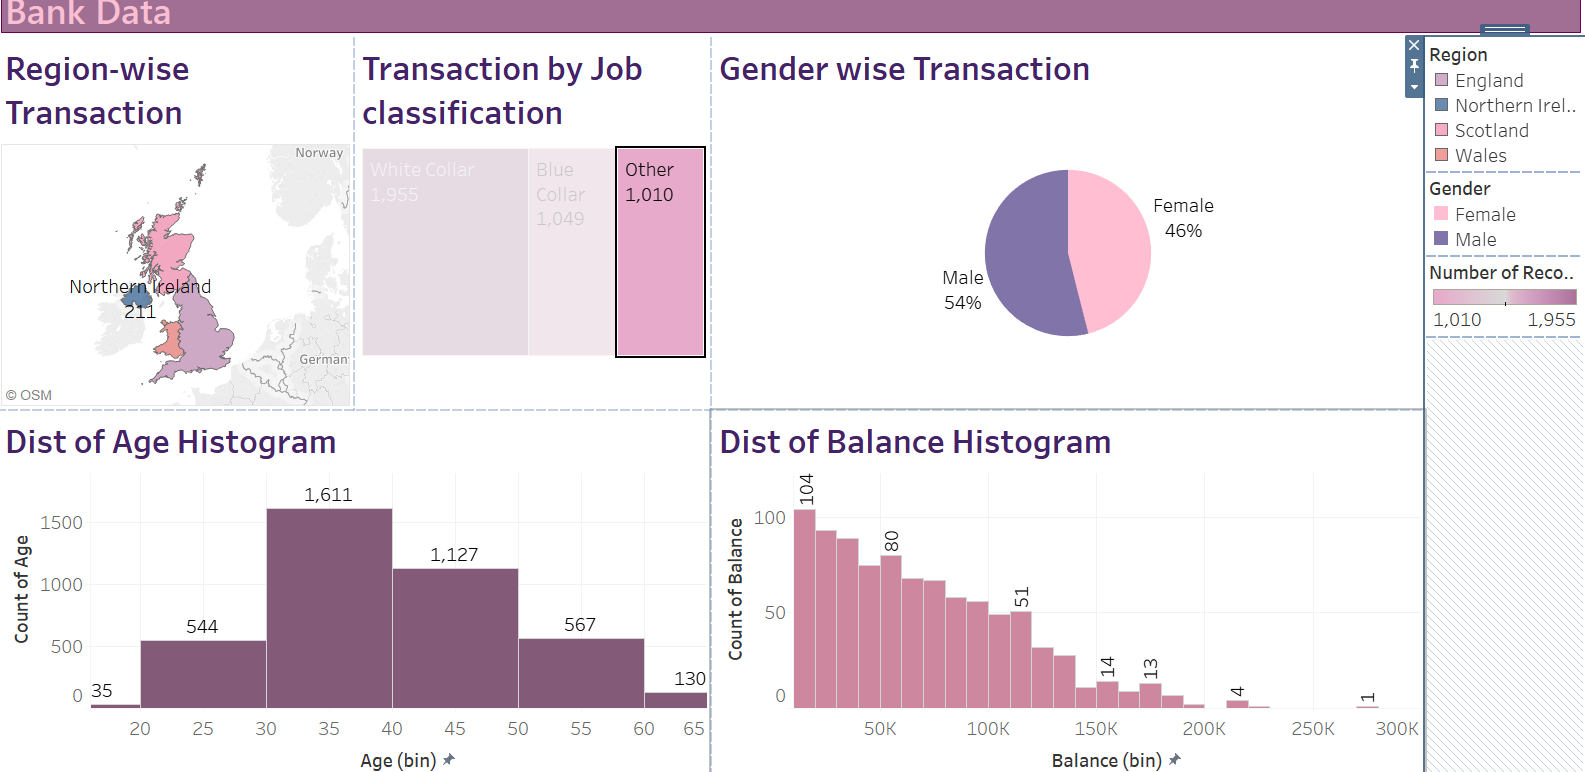 Bank Data
Region-wise
Transaction
Norway
Northern Ireland
211
German
© OSM
Transaction by Job
classification
White Collar
1,955
Blue
Collar
1,049
Other
1,010
Gender wise Transaction
Female
46%
Male
54%
Region
England
Northern Irel..
Scotland
Wales
Gender
Female
Male
Number of Reco..
1,010 1,955
Dist of Age Histogram
Count of Age
1500
1000
500
0
35
544
1,611
1,127
567
130
20 25 30 35 40 45 50 55 60 65
Age (bin)
Dist of Balance Histogram
Count of Balance
100
50
0
104
80
51
14
13
4
1
50K 100K 150K 200K 250K 300K
Balance (bin)